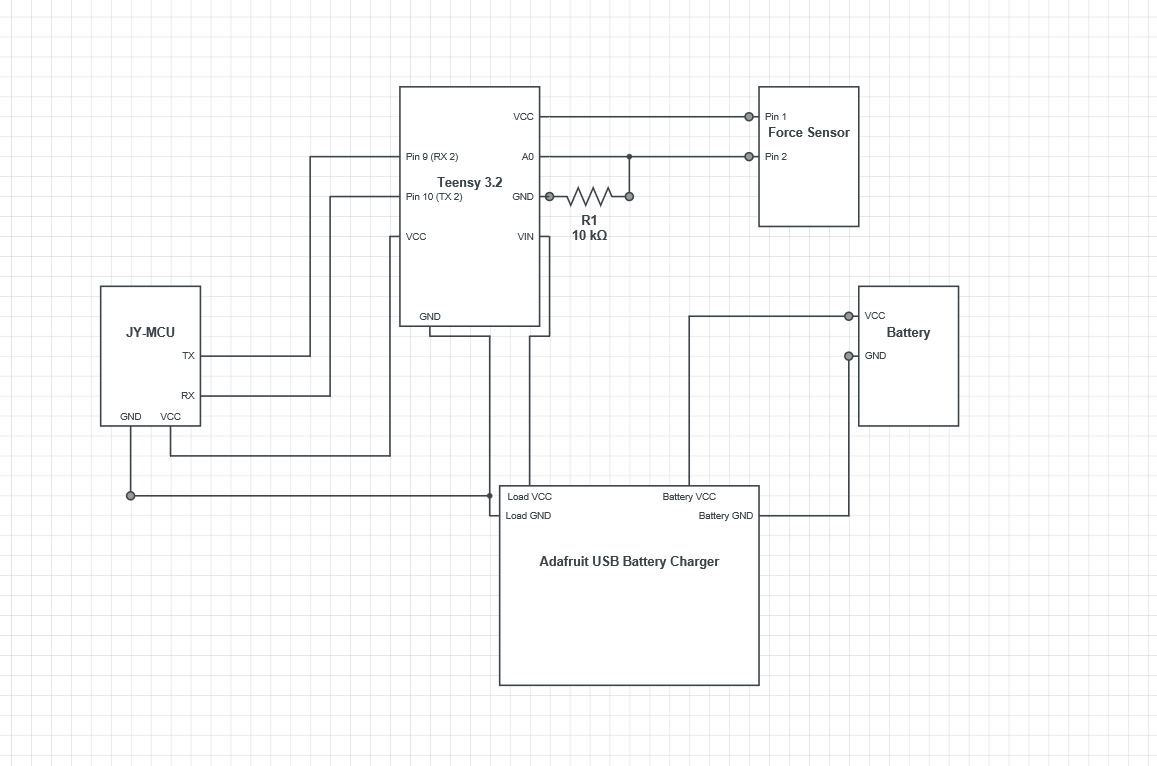 VCC
Pin 1
Force Sensor
Pin 9 (RX 2)
A0
Pin 2
Teensy 3.2
Pin 10 (TX 2)
GND
R1
10 kΩ
VCC
VIN
GND
VCC
Battery
GND
JY-MCU
TX
RX
GND
VCC
Load VCC
Battery VCC
Load GND
Battery GND
Adafruit USB Battery Charger